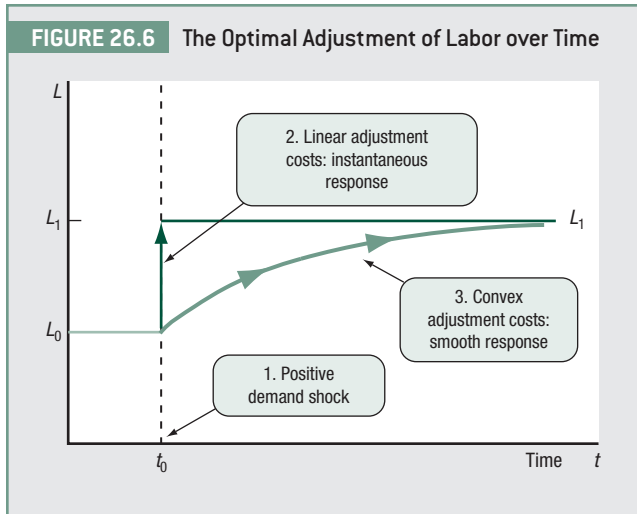 FIGURE 26.6 The Optimal Adjustment of Labor over Time
L
2. Linear adjustment
costs: instantaneous
response
L1
L1
3. Convex
adjustment costs:
smooth response
L0
1. Positive
demand shock
t0
Time t